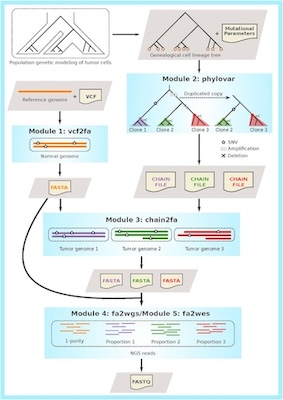 Population genetic modeling of tumor cells
Genealogical cell lineage tree
+
Mutational
Parameters
Reference genome
+
VCF
Module 1: vcf2fa
Normal genome
FASTA
Module 2: phylovar
Duplicated copy
Clone 1
Clone 2
Clone 3
Clone 2
Clone 3
SNV
Amplification
Deletion
CHAIN
FILE
CHAIN
FILE
CHAIN
FILE
Module 3: chain2fa
Tumor genome 1
Tumor genome 2
Tumor genome 3
FASTA
FASTA
FASTA
Module 4: fa2wgs/Module 5: fa2wes
1-purity
Proportion 1
Proportion 2
Proportion 3
NGS reads
FASTQ